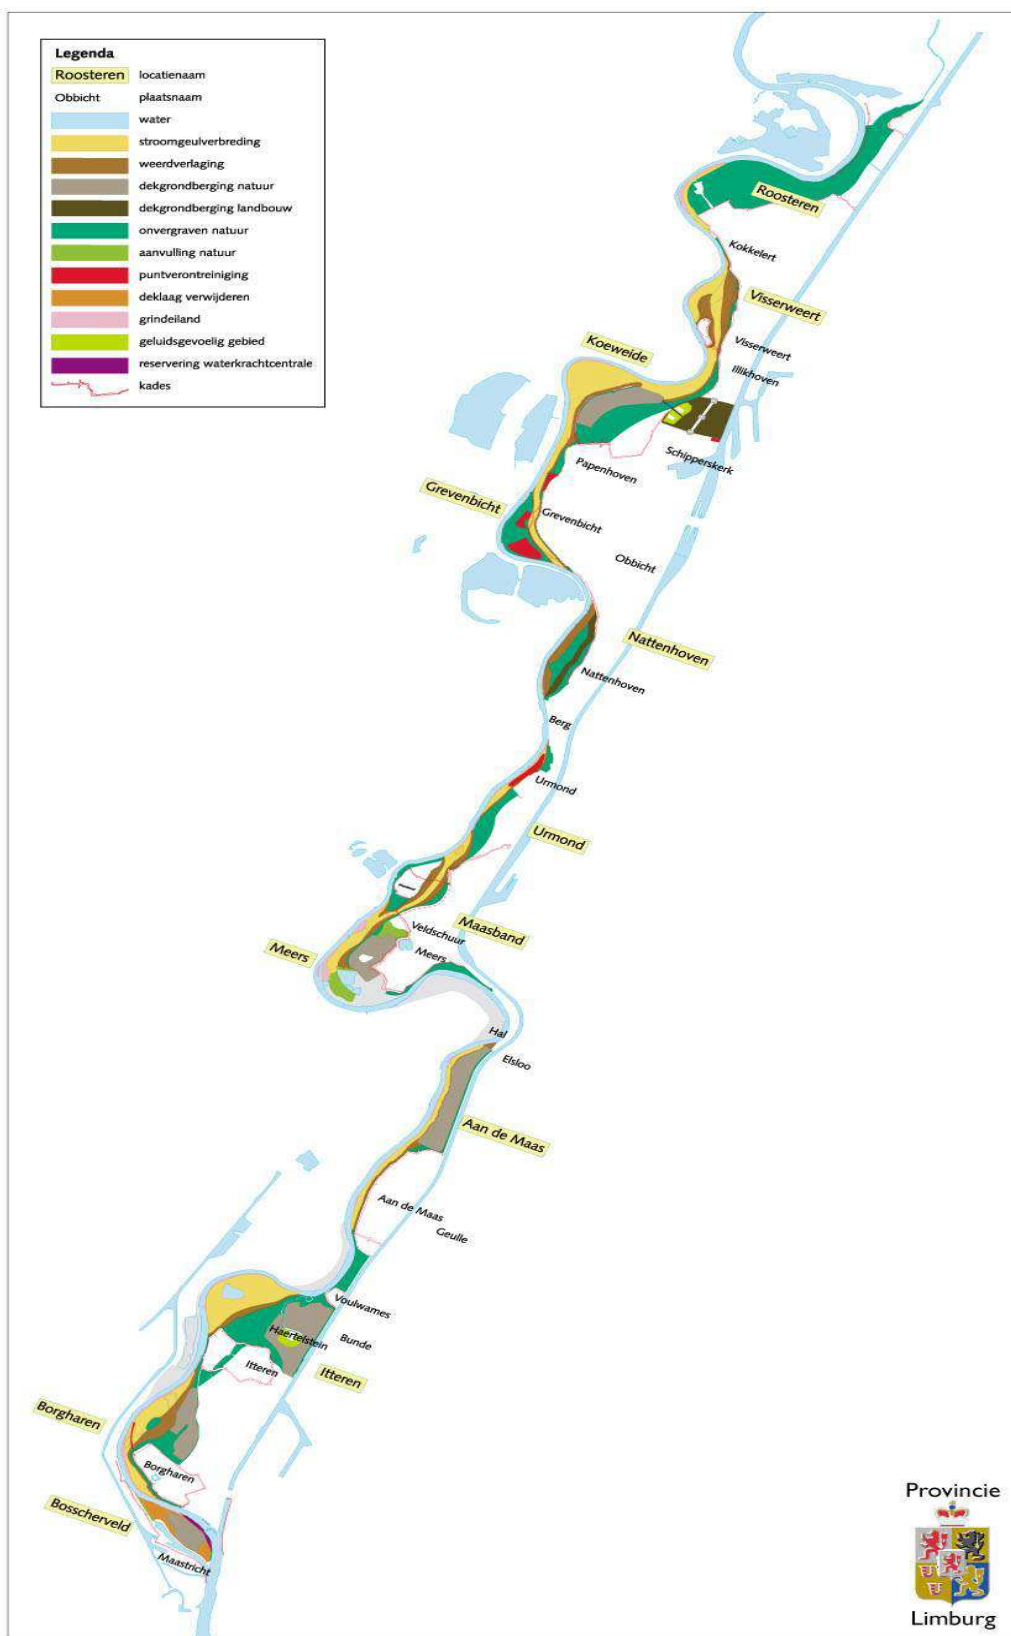 Legenda
Roosteren locatienaam
Obbicht plaatsnaam
water
stroomgeulverbreding
weerdverlaging
dekgrondberging natuur
dekgrondberging landbouw
onvergraven natuur
aanvulling natuur
puntverontreiniging
deklaag verwijderen
grindeiland
geluidsgevoelig gebied
reservering waterkrachtcentrale
kades
Roosteren
Kokkelert
Visserweert
Koeweide
Visserweert
Illikhoven
Schipperskerk
Papenhoven
Grevenbicht
Grevenbicht
Obbicht
Nattenhoven
Nattenhoven
Berg
Urmond
Urmond
Maasband
Veldschuur
Meers
Meers
Hal
Elsloo
Aan de Maas
Aan de Maas
Geulle
Voulwames
Haertelstein
Bunde
Itteren
Itteren
Borgharen
Borgharen
Bosscherveld
Maastricht
Provincie
Limburg